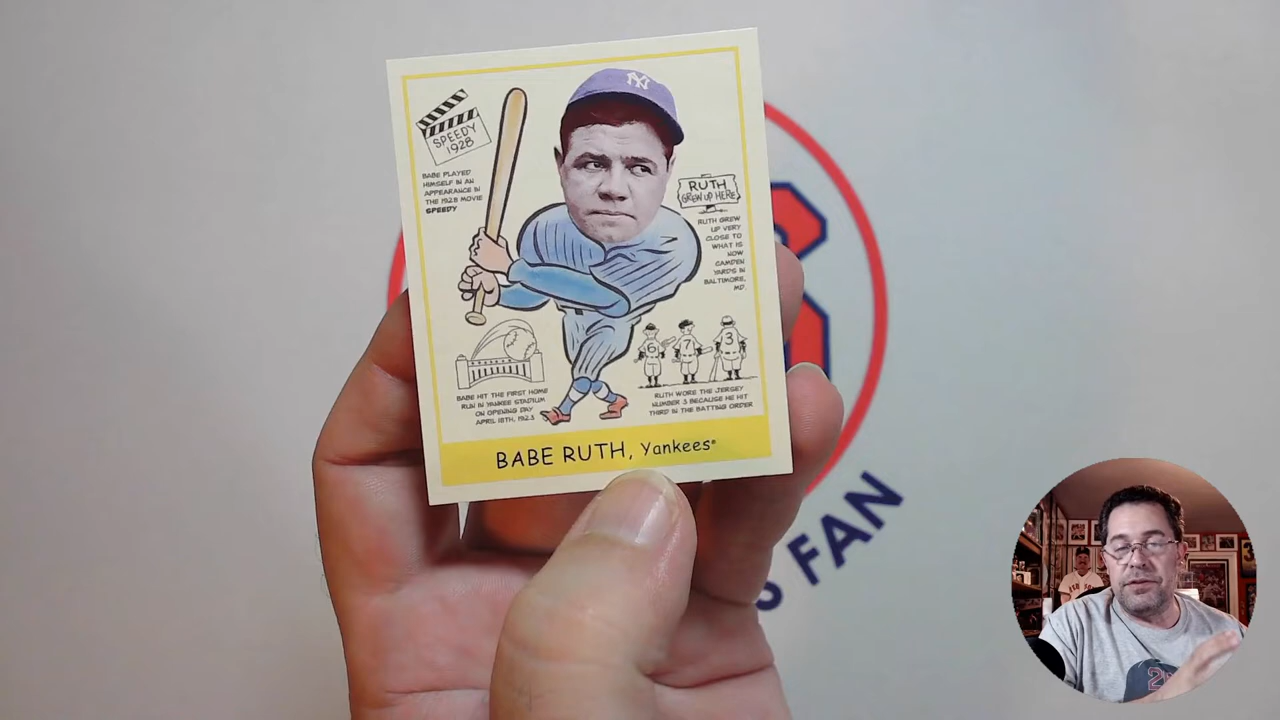 SPEEDY
1928
BABE PLAYED
HIMSELF IN AN
APPEARANCE IN
THE 1928 MOVIE
SPEEDY
NY
RUTH
GREW UP HERE
RUTH GREW
UP VERY
CLOSE TO
WHAT IS
NOW
CAMDEN
YARDS IN
BALTIMORE,
MD.
6 7 3
BABE HIT THE FIRST HOME
RUN IN YANKEE STADIUM
ON OPENING DAY
APRIL 18TH, 1923
RUTH WORE THE JERSEY
NUMBER 3 BECAUSE HE HIT
THIRD IN THE BATTING ORDER
BABE RUTH, Yankees®
FAN